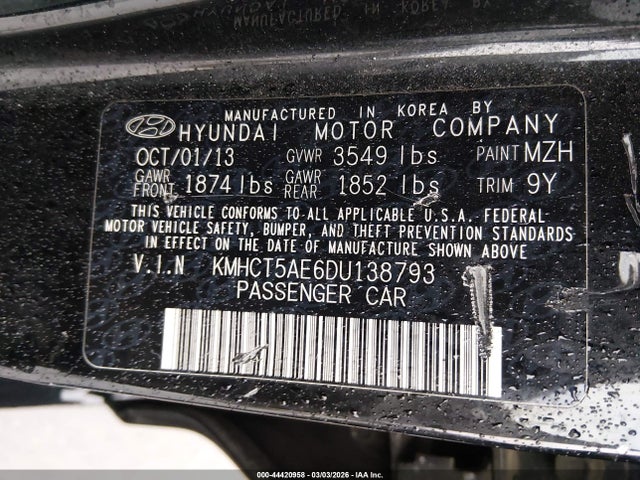 MANUFACTURED IN KOREA BY
HYUNDAI MOTOR COMPANY
OCT/01/13 GVWR 3549 lbs PAINT MZH
GAWR FRONT 1874 lbs GAWR REAR 1852 lbs TRIM 9Y
THIS VEHICLE CONFORMS TO ALL APPLICABLE U.S.A. FEDERAL
MOTOR VEHICLE SAFETY, BUMPER, AND THEFT PREVENTION STANDARDS
IN EFFECT ON THE DATE OF MANUFACTURE SHOWN ABOVE
V.I.N KMHCT5AE6DU138793
PASSENGER CAR
000-44420958 - 03/03/2026 - IAA Inc.